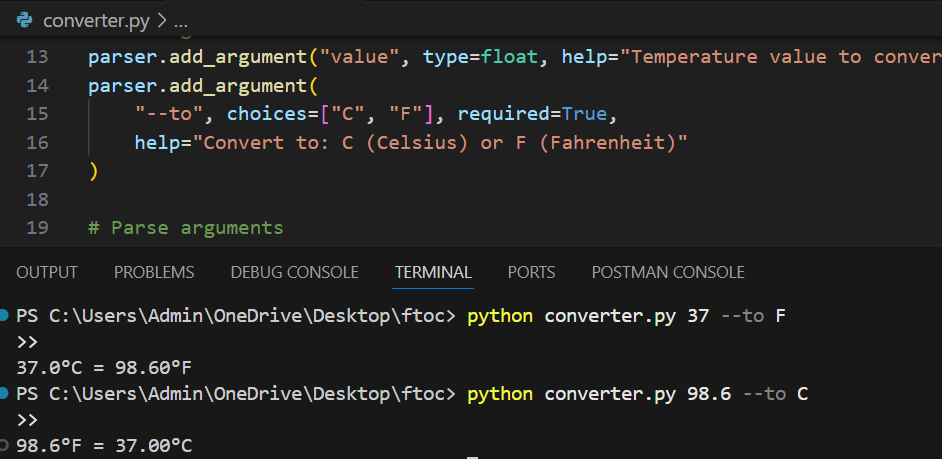 converter.py > ...
13 parser.add_argument("value", type=float, help="Temperature value to conver
14 parser.add_argument(
15 "--to", choices=["C", "F"], required=True,
16 help="Convert to: C (Celsius) or F (Fahrenheit)"
17 )
18
19 # Parse arguments
OUTPUT PROBLEMS DEBUG CONSOLE TERMINAL PORTS POSTMAN CONSOLE
PS C:\Users\Admin\OneDrive\Desktop\ftoc> python converter.py 37 --to F
>>
37.0°C = 98.60°F
PS C:\Users\Admin\OneDrive\Desktop\ftoc> python converter.py 98.6 --to C
>>
98.6°F = 37.00°C